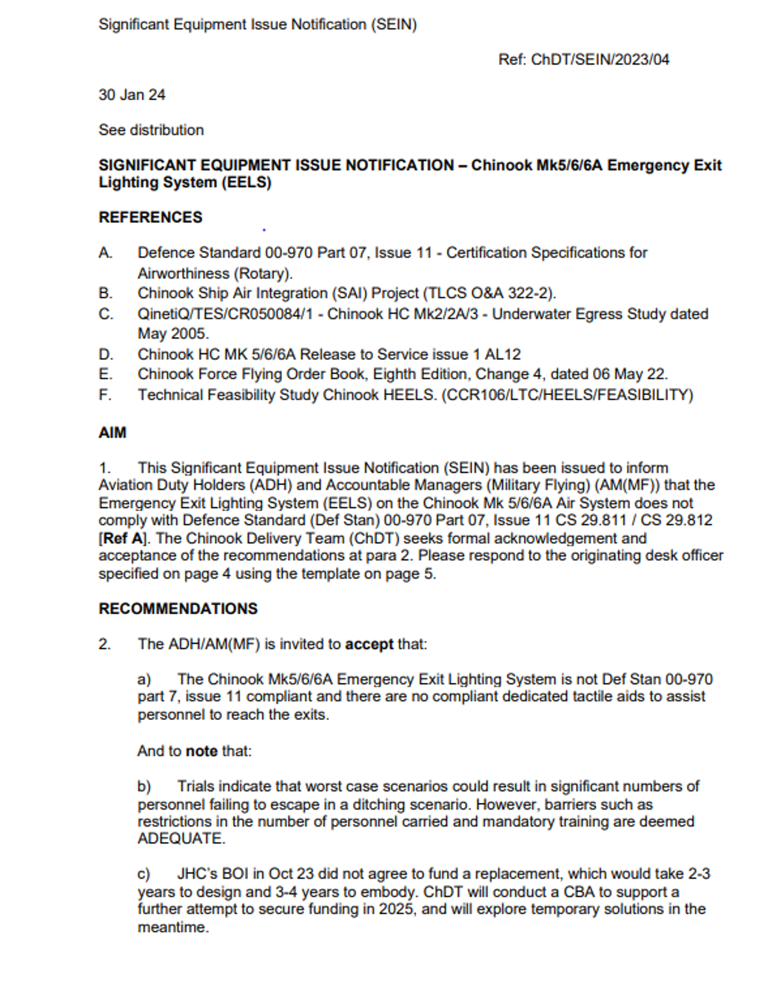 Significant Equipment Issue Notification (SEIN)
Ref: ChDT/SEIN/2023/04
30 Jan 24
See distribution
SIGNIFICANT EQUIPMENT ISSUE NOTIFICATION – Chinook Mk5/6/6A Emergency Exit
Lighting System (EELS)
REFERENCES
A. Defence Standard 00-970 Part 07, Issue 11 - Certification Specifications for
Airworthiness (Rotary).
B. Chinook Ship Air Integration (SAI) Project (TLCS O&A 322-2).
C. QinetiQ/TES/CR050084/1 - Chinook HC Mk2/2A/3 - Underwater Egress Study dated
May 2005.
D. Chinook HC MK 5/6/6A Release to Service issue 1 AL12
E. Chinook Force Flying Order Book, Eighth Edition, Change 4, dated 06 May 22.
F. Technical Feasibility Study Chinook HEELS. (CCR106/LTC/HEELS/FEASIBILITY)
AIM
1. This Significant Equipment Issue Notification (SEIN) has been issued to inform
Aviation Duty Holders (ADH) and Accountable Managers (Military Flying) (AM(MF)) that the
Emergency Exit Lighting System (EELS) on the Chinook Mk 5/6/6A Air System does not
comply with Defence Standard (Def Stan) 00-970 Part 07, Issue 11 CS 29.811 / CS 29.812
[Ref A]. The Chinook Delivery Team (ChDT) seeks formal acknowledgement and
acceptance of the recommendations at para 2. Please respond to the originating desk officer
specified on page 4 using the template on page 5.
RECOMMENDATIONS
2. The ADH/AM(MF) is invited to accept that:
a) The Chinook Mk5/6/6A Emergency Exit Lighting System is not Def Stan 00-970
part 7, issue 11 compliant and there are no compliant dedicated tactile aids to assist
personnel to reach the exits.
And to note that:
b) Trials indicate that worst case scenarios could result in significant numbers of
personnel failing to escape in a ditching scenario. However, barriers such as
restrictions in the number of personnel carried and mandatory training are deemed
ADEQUATE.
c) JHC's BOI in Oct 23 did not agree to fund a replacement, which would take 2-3
years to design and 3-4 years to embody. ChDT will conduct a CBA to support a
further attempt to secure funding in 2025, and will explore temporary solutions in the
meantime.